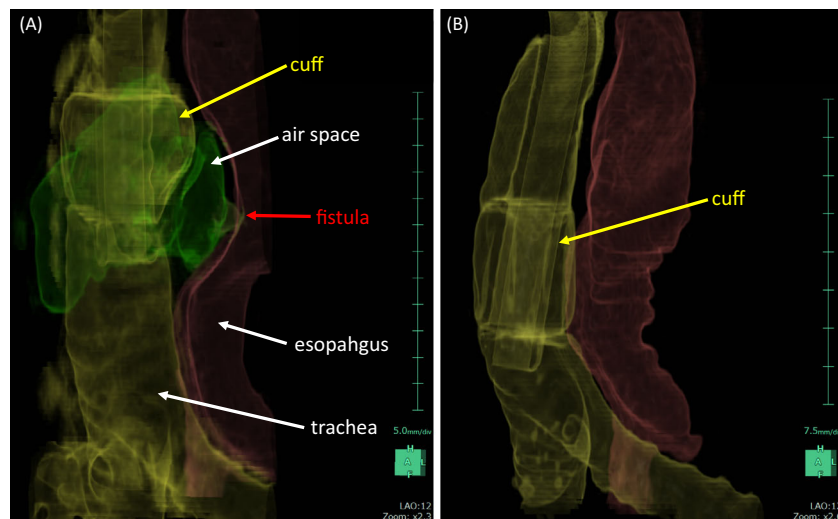 (A)
cuff
air space
fistula
esopahgus
trachea
5.0mm/div
H
A
L
F
LAO:12
Zoom: x2.3
(B)
cuff
7.5mm/div
H
A
L
F